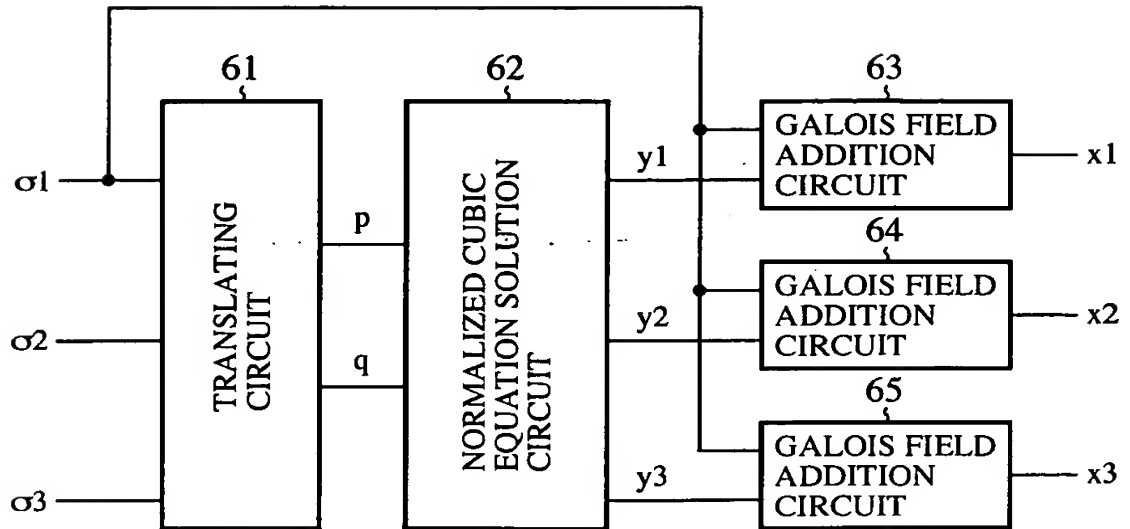 61
62
63
64
65
σ1
σ2
σ3
TRANSLATING
CIRCUIT
p
q
NORMALIZED CUBIC
EQUATION SOLUTION
CIRCUIT
y1
y2
y3
GALOIS FIELD
ADDITION
CIRCUIT
x1
GALOIS FIELD
ADDITION
CIRCUIT
x2
GALOIS FIELD
ADDITION
CIRCUIT
x3